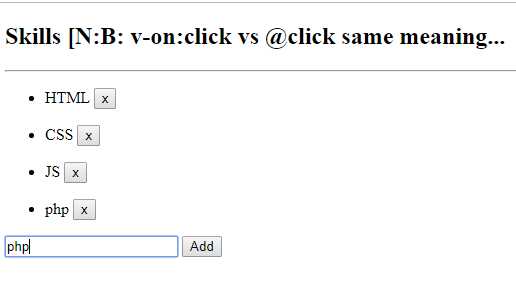 Skills [N:B: v-on:click vs @click same meaning...
HTML x
CSS x
JS x
php x
php Add